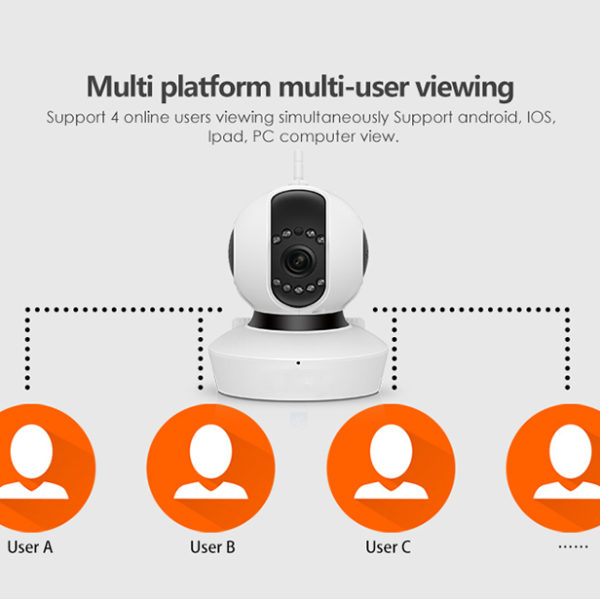 Multi platform multi-user viewing
Support 4 online users viewing simultaneously Support android, IOS,
Ipad, PC computer view.
User A
User B
User C
......